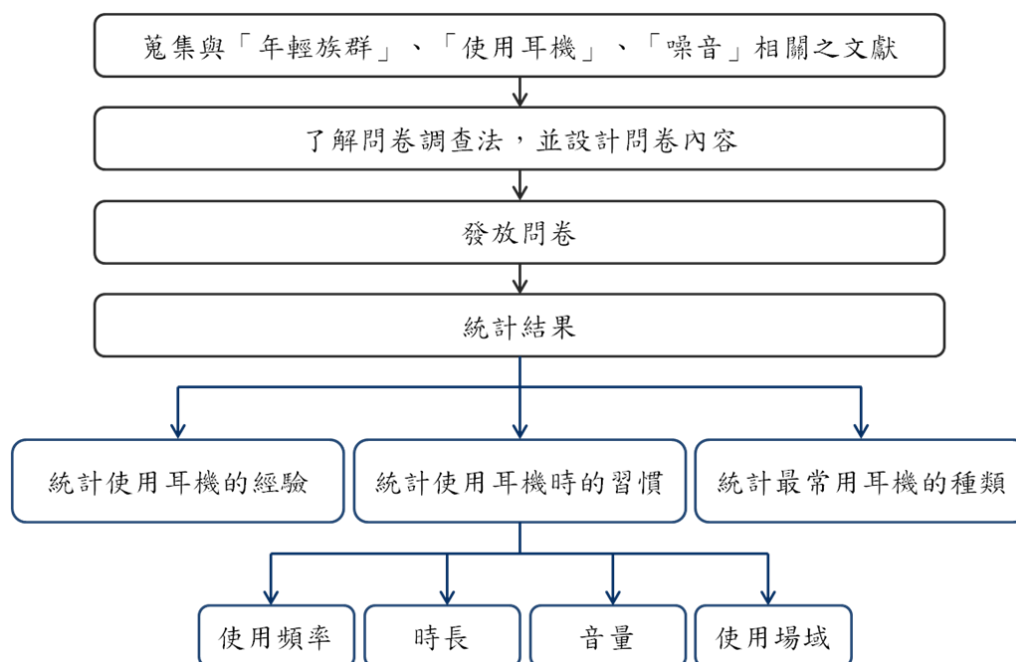 蒐集與「年輕族群」、「使用耳機」、「噪音」相關之文獻
了解問卷調查法，並設計問卷內容
發放問卷
統計結果
統計使用耳機的經驗
統計使用耳機時的習慣
統計最常用耳機的種類
使用頻率
時長
音量
使用場域